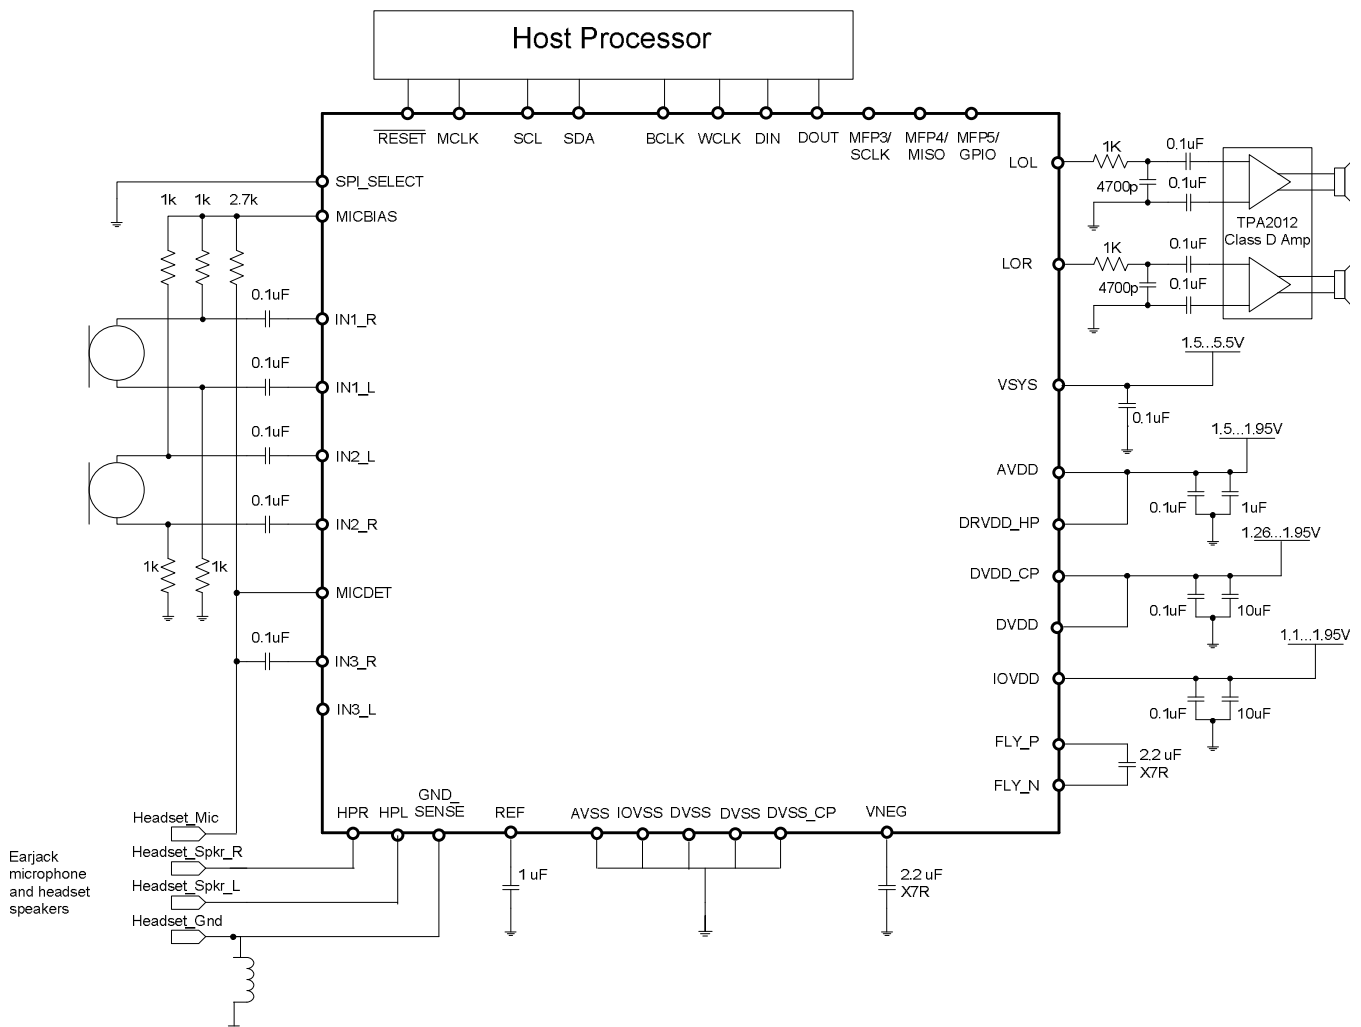 Host Processor
RESET
MCLK
SCL
SDA
BCLK
WCLK
DIN
DOUT
MFP3/
SCLK
MFP4/
MISO
MFP5/
GPIO
SPI_SELECT
1k
1k
2.7k
MICBIAS
0.1uF
IN1_R
0.1uF
IN1_L
0.1uF
IN2_L
0.1uF
IN2_R
1k
1k
MICDET
0.1uF
IN3_R
IN3_L
LOL
1K
0.1uF
4700p
0.1uF
TPA2012
Class D Amp
LOR
1K
0.1uF
4700p
0.1uF
1.5...5.5V
VSYS
0.1uF
1.5...1.95V
AVDD
0.1uF
1uF
DRVDD_HP
1.26...1.95V
DVDD_CP
0.1uF
10uF
DVDD
1.1...1.95V
IOVDD
0.1uF
10uF
FLY_P
2.2 uF
X7R
FLY_N
HPR
HPL
GND_
SENSE
REF
AVSS
IOVSS
DVSS
DVSS
DVSS_CP
VNEG
1 uF
2.2 uF
X7R
Headset_Mic
Headset_Spkr_R
Headset_Spkr_L
Headset_Gnd
Earjack
microphone
and headset
speakers